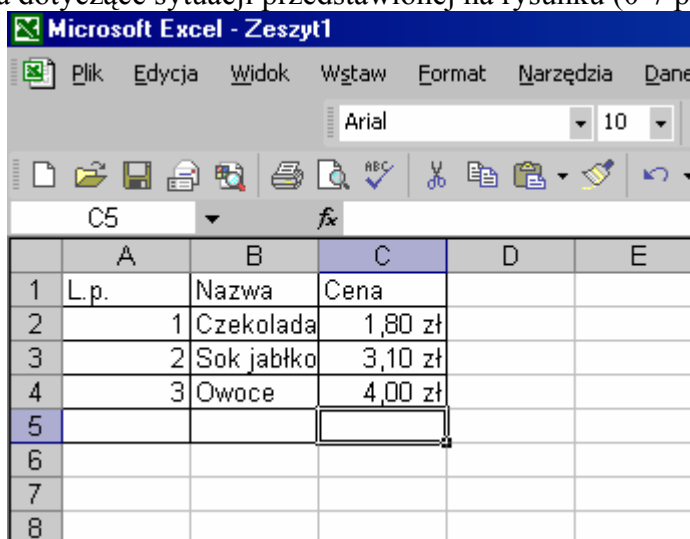 dotyczące sytuacji przedstawionej na rysunku (0-7 p
Microsoft Excel - Zeszyt1
Plik Edycja Widok Wstaw Format Narzędzia Dane
Arial 10
ABC
C5 fx
A B C D E
1 L.p. Nazwa Cena
2 1 Czekolada 1,80 zł
3 2 Sok jabłko 3,10 zł
4 3 Owoce 4,00 zł
5
6
7
8